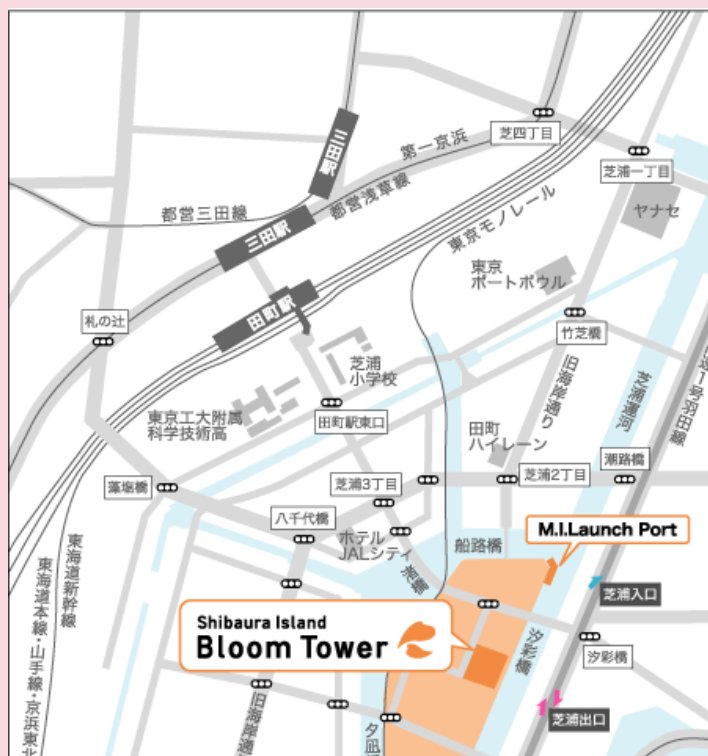 三田駅
第一京浜
芝四丁目
芝浦一丁目
ヤナセ
都営三田線
都営浅草線
三田駅
東京モノレール
東京
ポートボウル
田町駅
札の辻
竹芝橋
芝浦
小学校
旧海岸通り
芝浦運河
1号羽田線
東京工大附属
科学技術高
田町駅東口
田町
ハイレーン
潮路橋
藻塩橋
芝浦3丁目
芝浦2丁目
八千代橋
ホテル
JALシティ
船路橋
M.I.Launch Port
渚橋
東海道新幹線
東海道本線・山手線・京浜東北
芝浦入口
Shibaura Island
Bloom Tower
汐彩橋
汐彩橋
旧海岸通
夕凪
芝浦出口